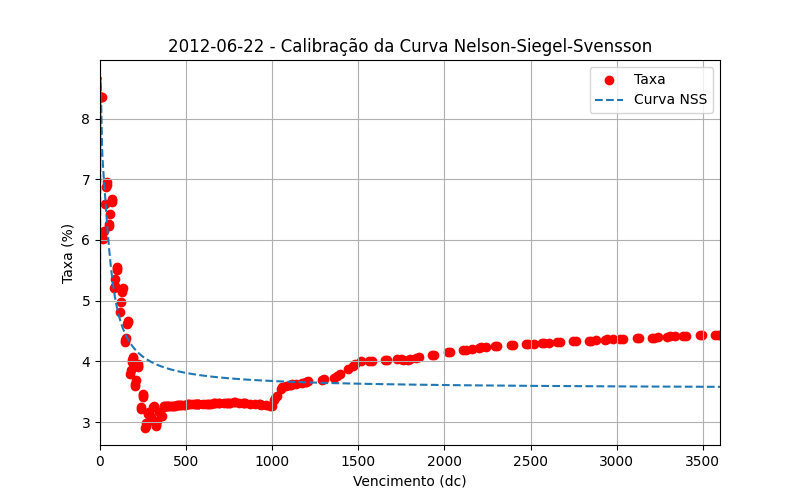 2012-06-22 - Calibração da Curva Nelson-Siegel-Svensson
Taxa
Curva NSS
Taxa (%)
8
7
6
5
4
3
0 500 1000 1500 2000 2500 3000 3500
Vencimento (dc)